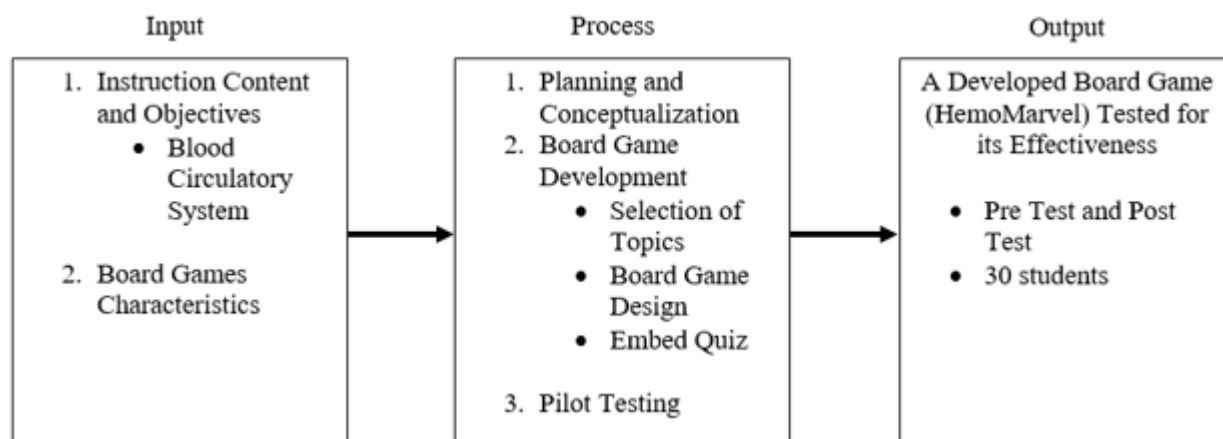 Input
1. Instruction Content
and Objectives
• Blood
Circulatory
System
2. Board Games
Characteristics
Process
1. Planning and
Conceptualization
2. Board Game
Development
• Selection of
Topics
• Board Game
Design
• Embed Quiz
3. Pilot Testing
Output
A Developed Board Game
(HemoMarvel) Tested for
its Effectiveness
• Pre Test and Post
Test
• 30 students